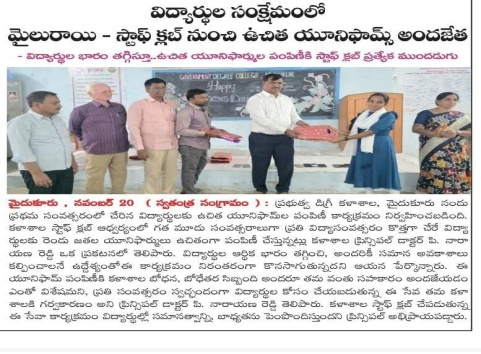 విద్యార్థుల సంక్షేమంలో
మైలురాయి - స్టాఫ్ క్లబ్ నుంచి ఉచిత యూనిఫామ్స్ అందజేత
- విద్యార్థుల భారం తగ్గిస్తూ..ఉచిత యూనిఫార్ముల పంపిణీకి స్టాఫ్ క్లబ్ ప్రత్యేక ముందడుగు
GOVERNMENT DEGREE COLLEGE
Happy
మైదుకూరు , నవంబర్ 20 ( స్వతంత్ర సంగ్రామం ) : ప్రభుత్వ డిగ్రీ కళాశాల, మైదుకూరు నందు
ప్రథమ సంవత్సరంలో చేరిన విద్యార్థులకు ఉచిత యూనిఫామ్‌ల పంపిణీ కార్యక్రమం నిర్వహించబడింది.
కళాశాల స్టాఫ్ క్లబ్ ఆధ్వర్యంలో గత మూడు సంవత్సరాలుగా ప్రతి విద్యాసంవత్సరం కొత్తగా చేరే విద్యా
ర్థులకు రెండు జతల యూనిఫార్ములు ఉచితంగా పంపిణీ చేస్తున్నట్లు కళాశాల ప్రిన్సిపల్ డాక్టర్ పి. నారా
యణ రెడ్డి ఒక ప్రకటనలో తెలిపారు. విద్యార్థుల ఆర్థిక భారం తగ్గించి, అందరికీ సమాన అవకాశాలు
కల్పించాలనే ఉద్దేశ్యంతోఈ కార్యక్రమం నిరంతరంగా కొనసాగుతున్నదని ఆయన పేర్కొన్నారు. ఈ
యూనిఫామ్ పంపిణీకి కళాశాల బోధన, బోధనేతర సిబ్బంది అందరూ తమ వంతు సహకారం అందజేయడం
ఎంతో విశేషమని, ప్రతి సంవత్సరం స్వచ్ఛందంగా విద్యార్థుల కోసం చేయబడుతున్న ఈ సేవ తమ కళా
శాలకి గర్వకారణం అని ప్రిన్సిపల్ డాక్టర్ పి. నారాయణ రెడ్డి తెలిపారు. కళాశాల స్టాఫ్ క్లబ్ చేపడుతున్న
ఈ సేవా కార్యక్రమం విద్యార్థుల్లో సమానత్వాన్ని, బాధ్యతను పెంపొందిస్తుందని ప్రిన్సిపల్ అభిప్రాయపడ్డారు.